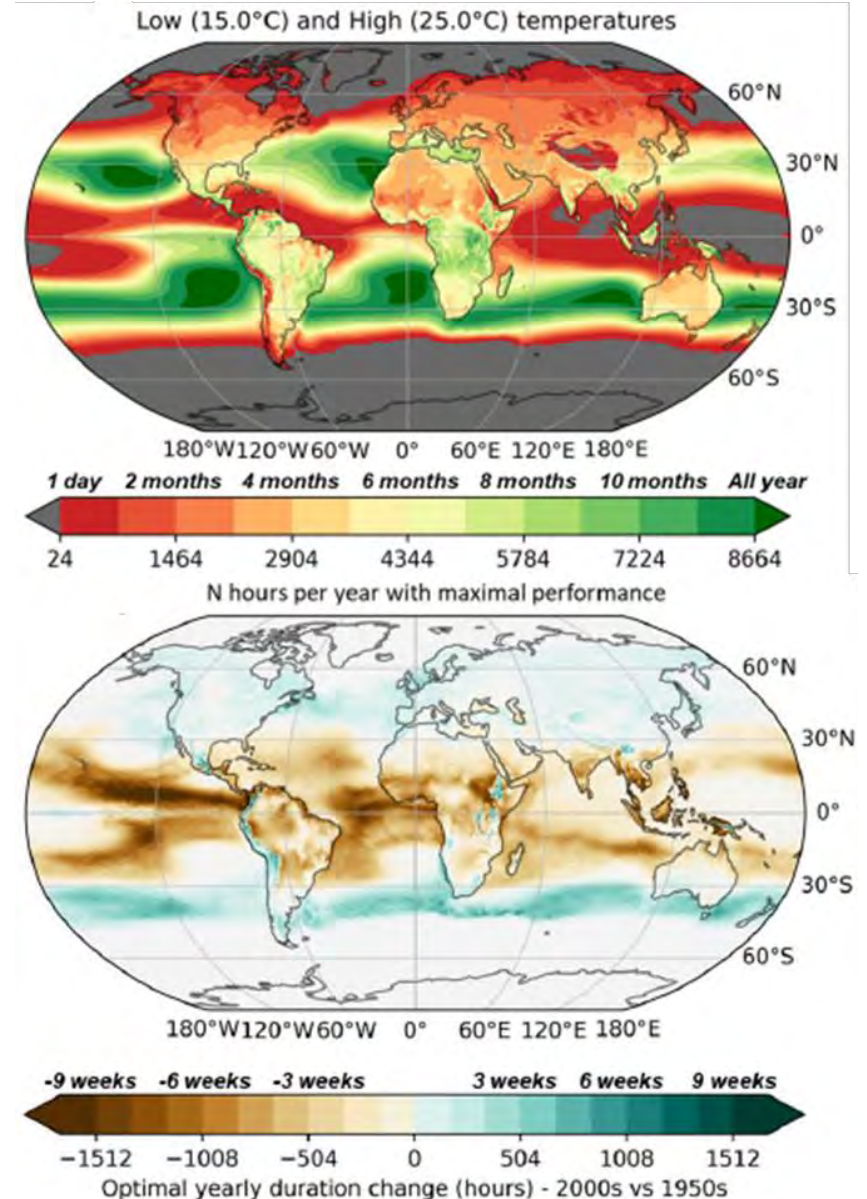 Low (15.0°C) and High (25.0°C) temperatures
60°N
30°N
0°
30°S
60°S
180°W120°W60°W 0° 60°E 120°E 180°E
1 day 2 months 4 months 6 months 8 months 10 months All year
24 1464 2904 4344 5784 7224 8664
N hours per year with maximal performance
60°N
30°N
0°
30°S
60°S
180°W120°W60°W 0° 60°E 120°E 180°E
-9 weeks -6 weeks -3 weeks 3 weeks 6 weeks 9 weeks
−1512 −1008 −504 0 504 1008 1512
Optimal yearly duration change (hours) - 2000s vs 1950s